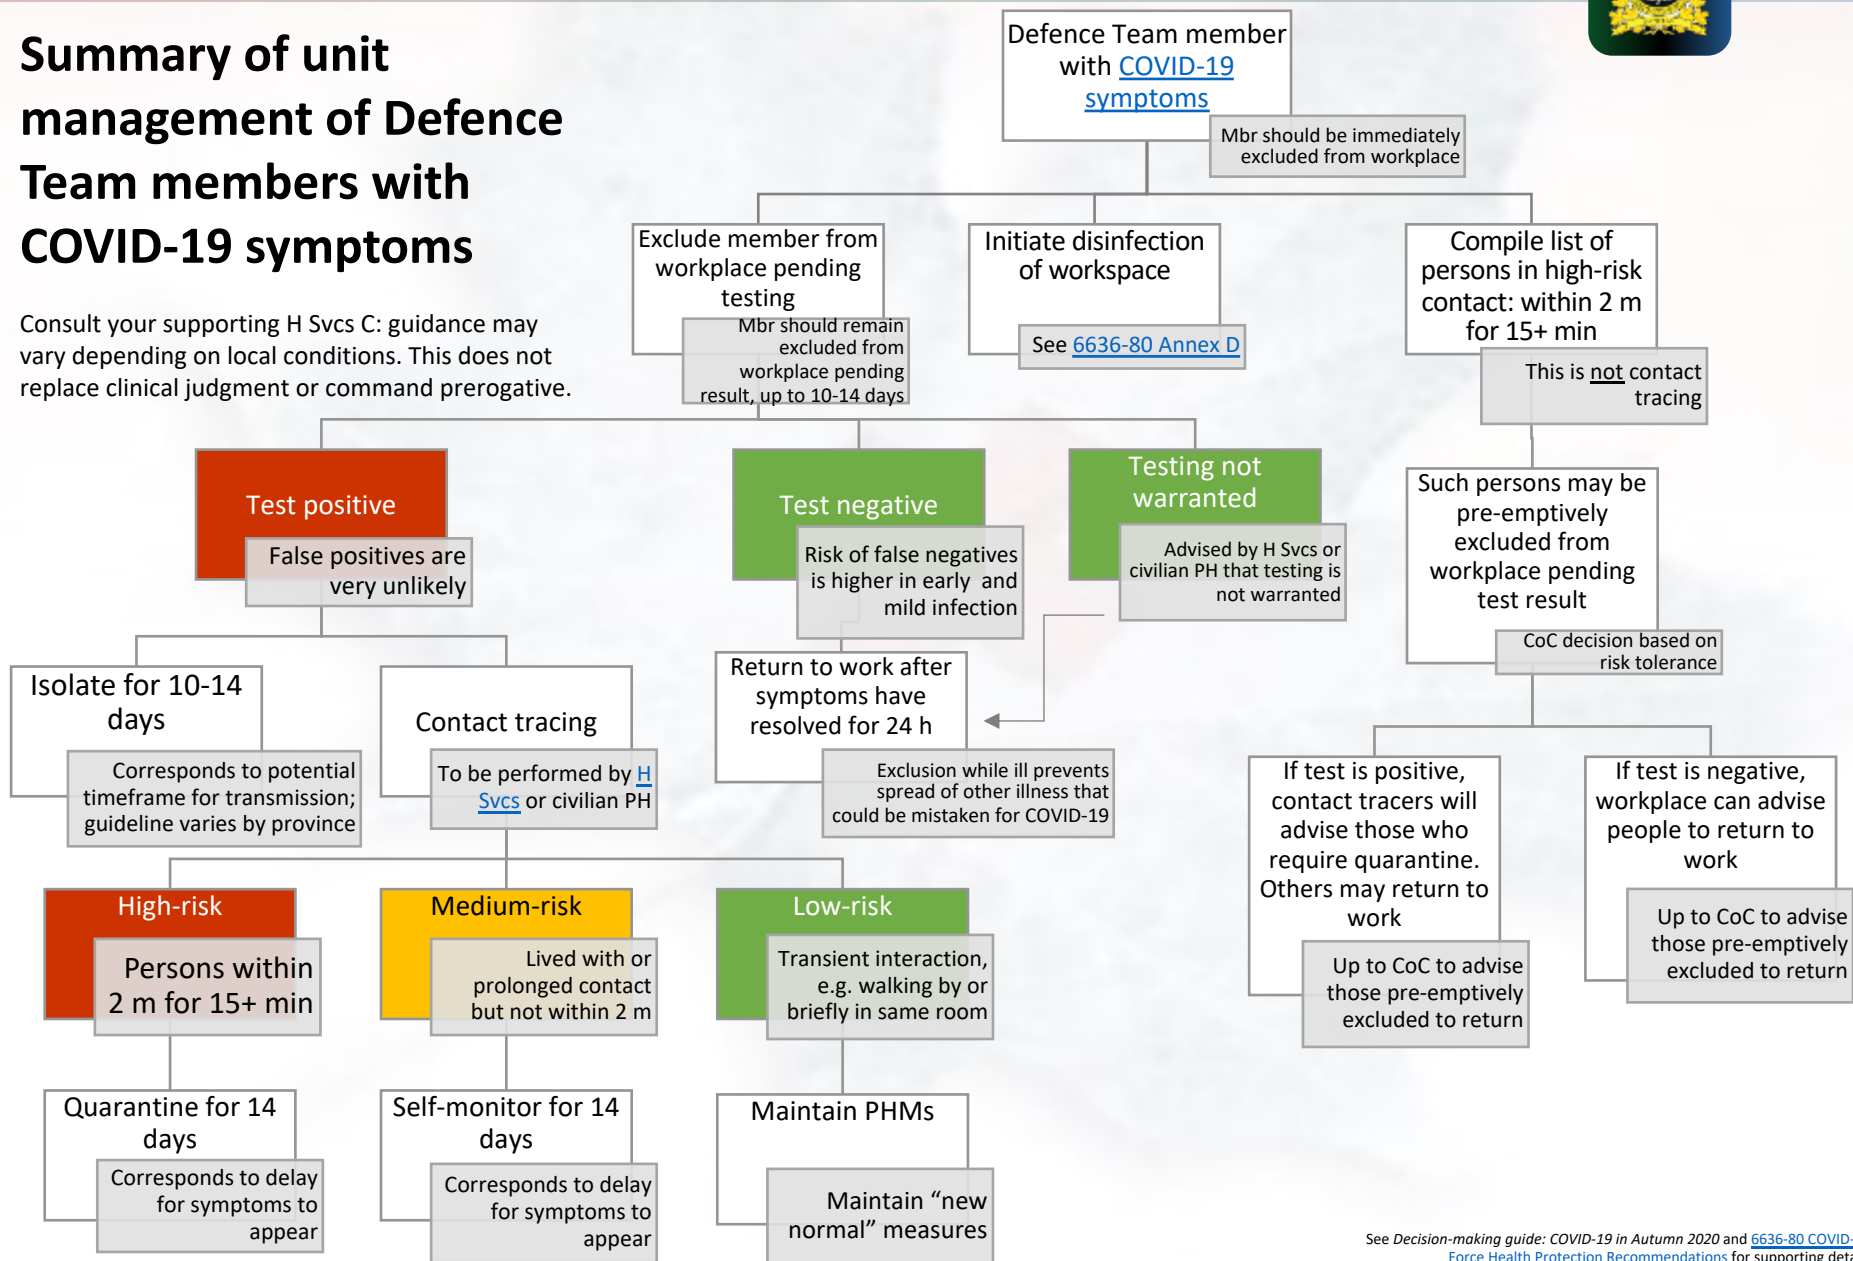 Summary of unit
management of Defence
Team members with
COVID-19 symptoms
Consult your supporting H Svcs C: guidance may
vary depending on local conditions. This does not
replace clinical judgment or command prerogative.
Defence Team member
with COVID-19
symptoms
Mbr should be immediately
excluded from workplace
Exclude member from
workplace pending
testing
Mbr should remain
excluded from
workplace pending
result, up to 10-14 days
Initiate disinfection
of workspace
See 6636-80 Annex D
Compile list of
persons in high-risk
contact: within 2 m
for 15+ min
This is not contact
tracing
Test positive
False positives are
very unlikely
Test negative
Risk of false negatives
is higher in early and
mild infection
Testing not
warranted
Advised by H Svcs or
civilian PH that testing is
not warranted
Such persons may be
pre-emptively
excluded from
workplace pending
test result
CoC decision based on
risk tolerance
Isolate for 10-14
days
Corresponds to potential
timeframe for transmission;
guideline varies by province
Contact tracing
To be performed by H
Svcs or civilian PH
Return to work after
symptoms have
resolved for 24 h
Exclusion while ill prevents
spread of other illness that
could be mistaken for COVID-19
If test is positive,
contact tracers will
advise those who
require quarantine.
Others may return to
work
Up to CoC to advise
those pre-emptively
excluded to return
If test is negative,
workplace can advise
people to return to
work
Up to CoC to advise
those pre-emptively
excluded to return
High-risk
Persons within
2 m for 15+ min
Medium-risk
Lived with or
prolonged contact
but not within 2 m
Low-risk
Transient interaction,
e.g. walking by or
briefly in same room
Quarantine for 14
days
Corresponds to delay
for symptoms to
appear
Self-monitor for 14
days
Corresponds to delay
for symptoms to
appear
Maintain PHMs
Maintain “new
normal” measures
See Decision-making guide: COVID-19 in Autumn 2020 and 6636-80 COVID-
Force Health Protection Recommendations for supporting deta